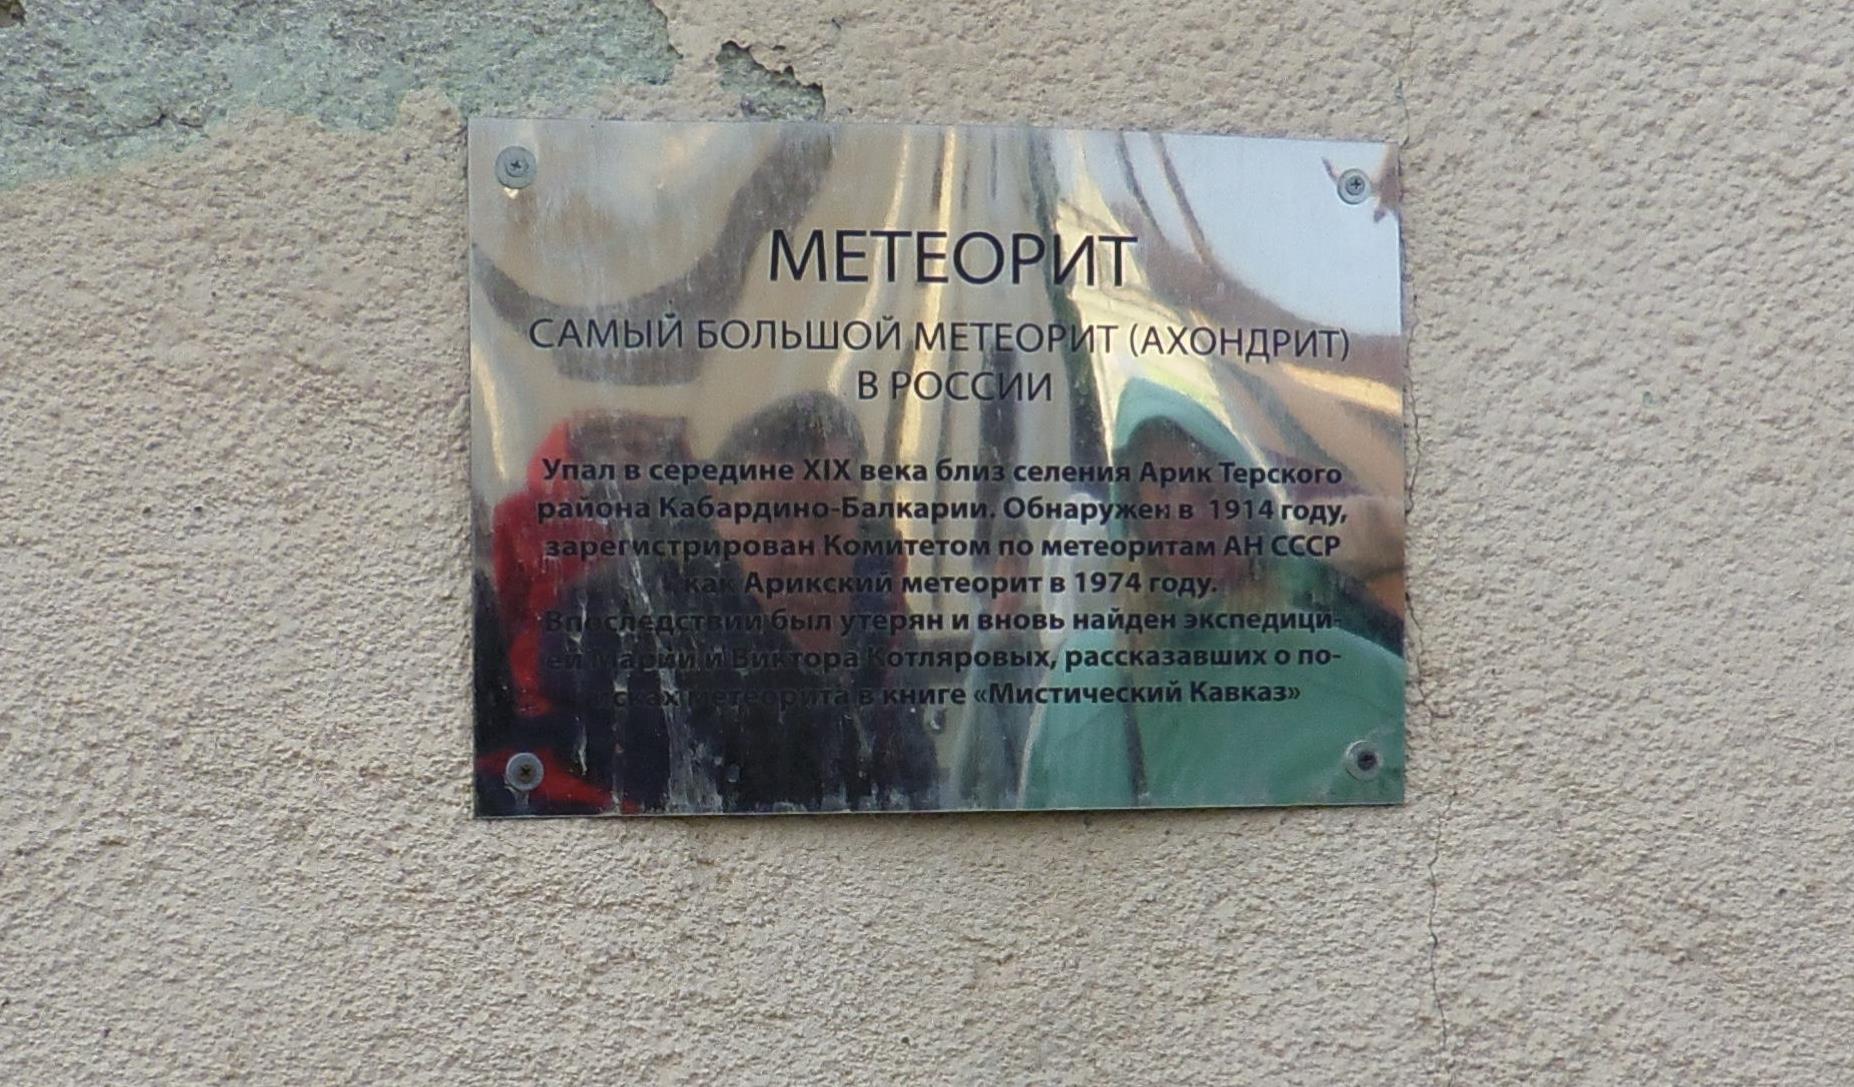 МЕТЕОРИТ
САМЫЙ БОЛЬШОЙ МЕТЕОРИТ (АХОНДРИТ)
В РОССИИ
Упал в середине XIX века близ селения Арик Терского
района Кабардино-Балкарии. Обнаружен в 1914 году,
зарегистрирован Комитетом по метеоритам АН СССР
как Арикский метеорит в 1974 году.
Впоследствии был утерян и вновь найден экспедици-
ей Марии и Виктора Котляровых, рассказавших о по-
исках метеорита в книге «Мистический Кавказ»